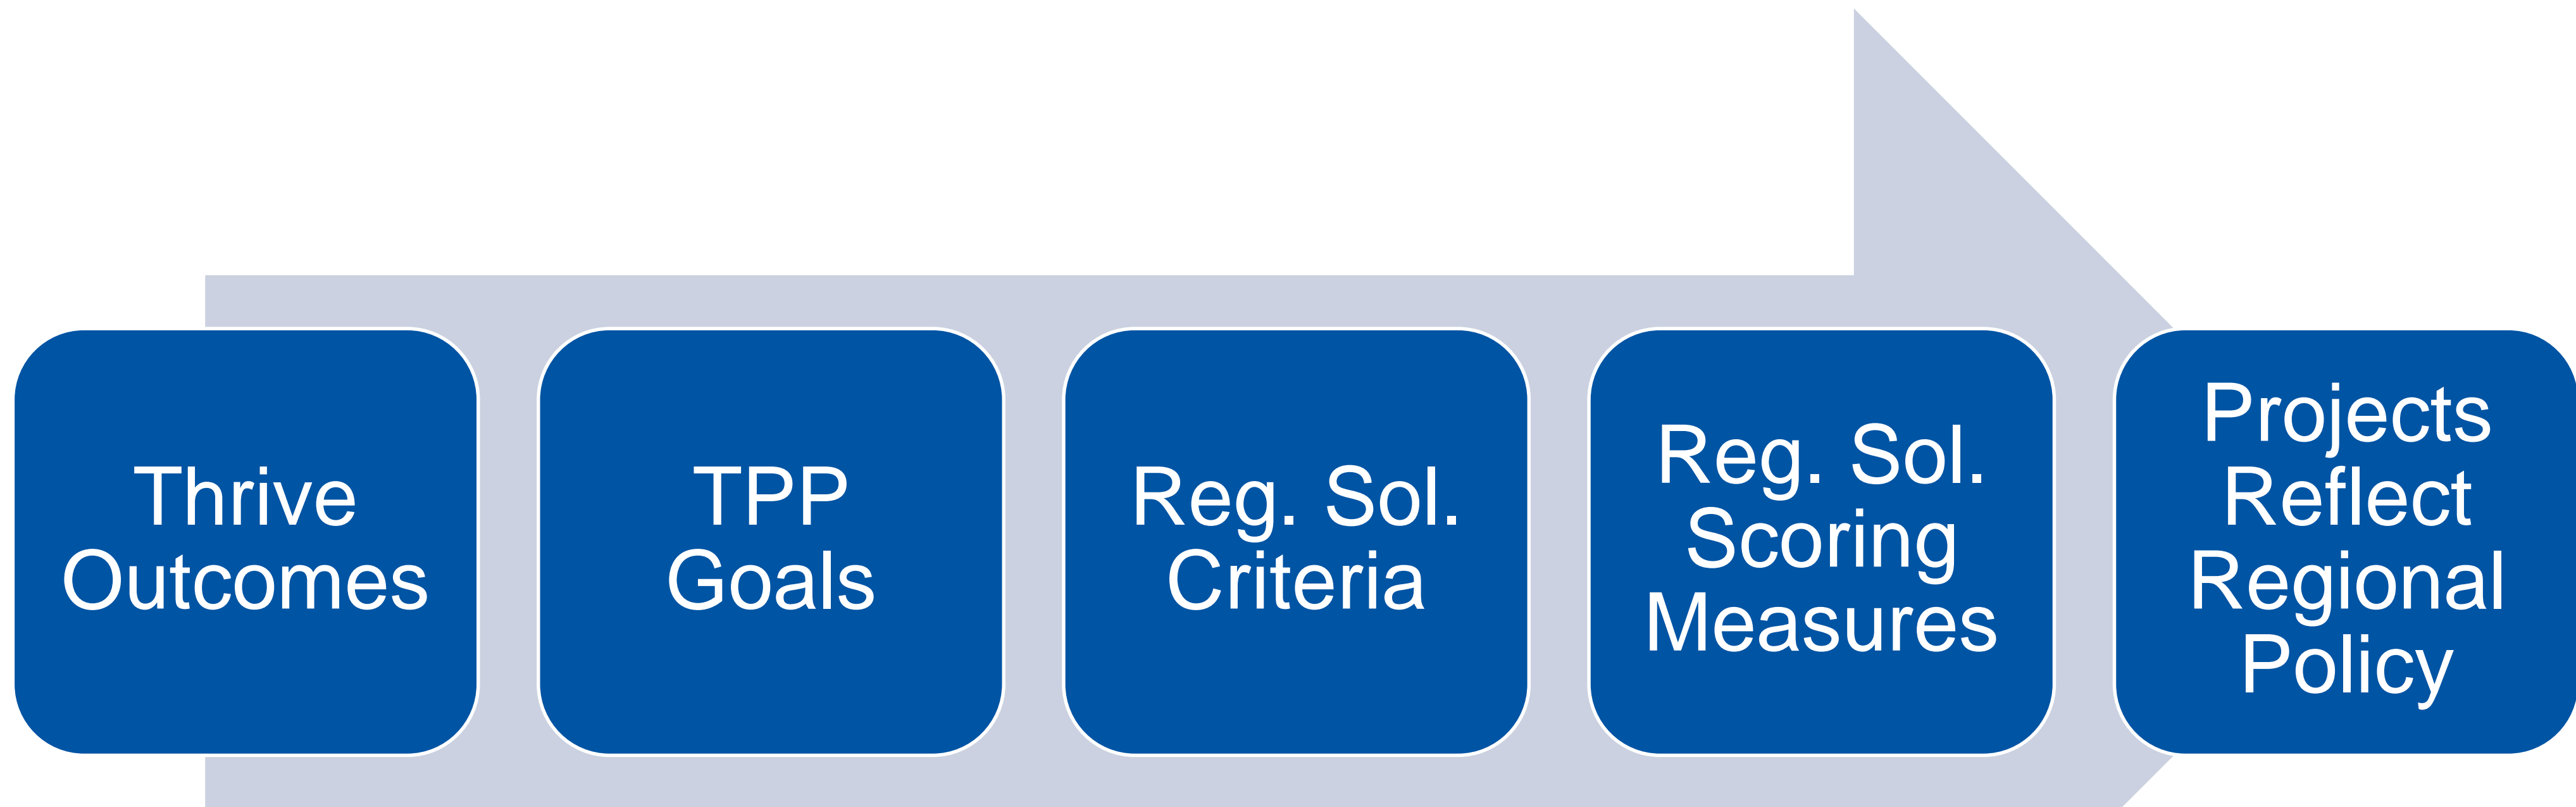 Thrive
Outcomes
TPP
Goals
Reg. Sol.
Criteria
Reg. Sol.
Scoring
Measures
Projects
Reflect
Regional
Policy